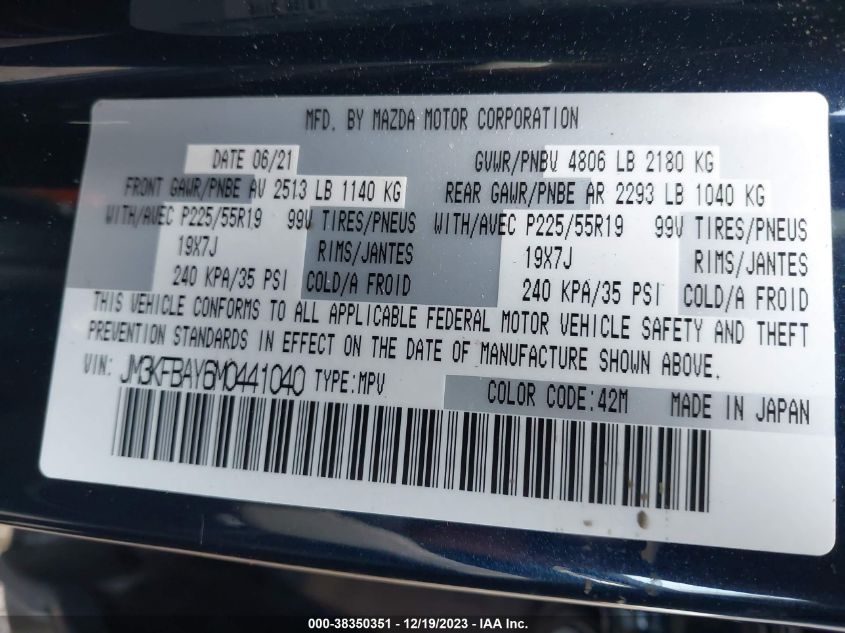 MFD. BY MAZDA MOTOR CORPORATION
DATE 06/21 GVWR/PNBV 4806 LB 2180 KG
FRONT GAWR/PNBE AV 2513 LB 1140 KG REAR GAWR/PNBE AR 2293 LB 1040 KG
WITH/AVEC P225/55R19 99V TIRES/PNEUS WITH/AVEC P225/55R19 99V TIRES/PNEUS
19X7J RIMS/JANTES 19X7J RIMS/JANTES
240 KPA/35 PSI COLD/A FROID 240 KPA/35 PSI COLD/A FROID
THIS VEHICLE CONFORMS TO ALL APPLICABLE FEDERAL MOTOR VEHICLE SAFETY AND THEFT
PREVENTION STANDARDS IN EFFECT ON THE DATE OF MANUFACTURE SHOWN ABOVE.
VIN: JM3KFBAY6M0441040 TYPE:MPV
COLOR CODE:42M MADE IN JAPAN
000-38350351 - 12/19/2023 - IAA Inc.